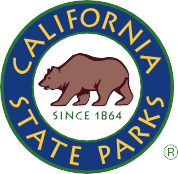 CALIFORNIA
SINCE 1864
STATE PARKS
®